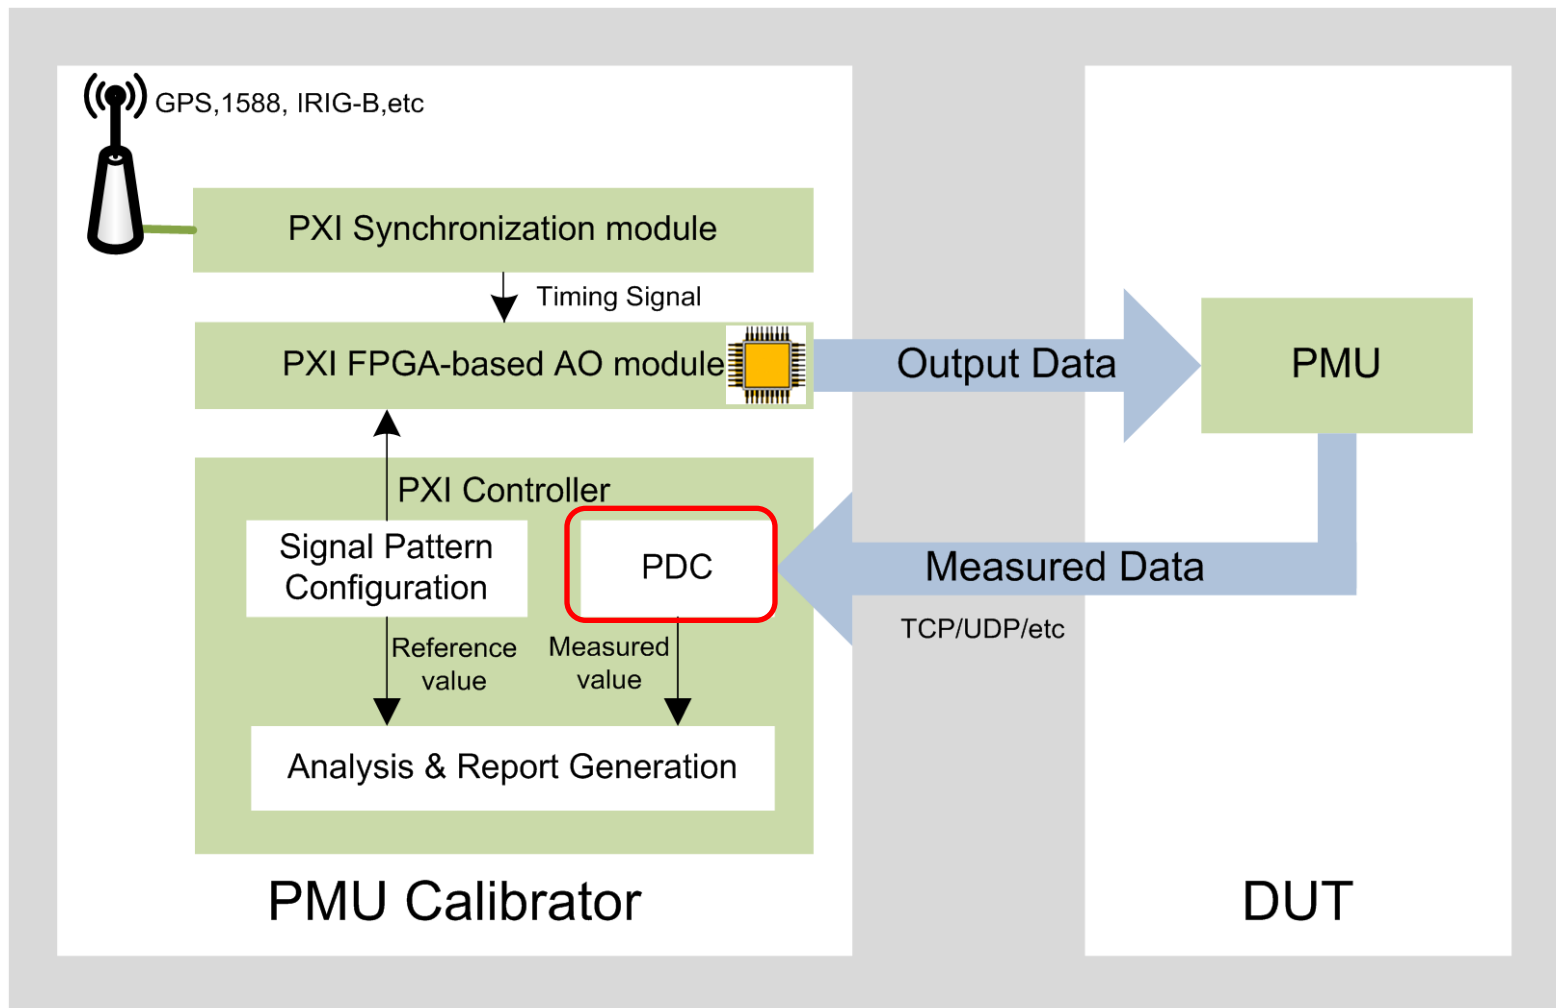 GPS,1588, IRIG-B,etc
PXI Synchronization module
Timing Signal
PXI FPGA-based AO module
Output Data
PMU
PXI Controller
Signal Pattern
Configuration
PDC
Measured Data
TCP/UDP/etc
Reference
value
Measured
value
Analysis & Report Generation
PMU Calibrator
DUT